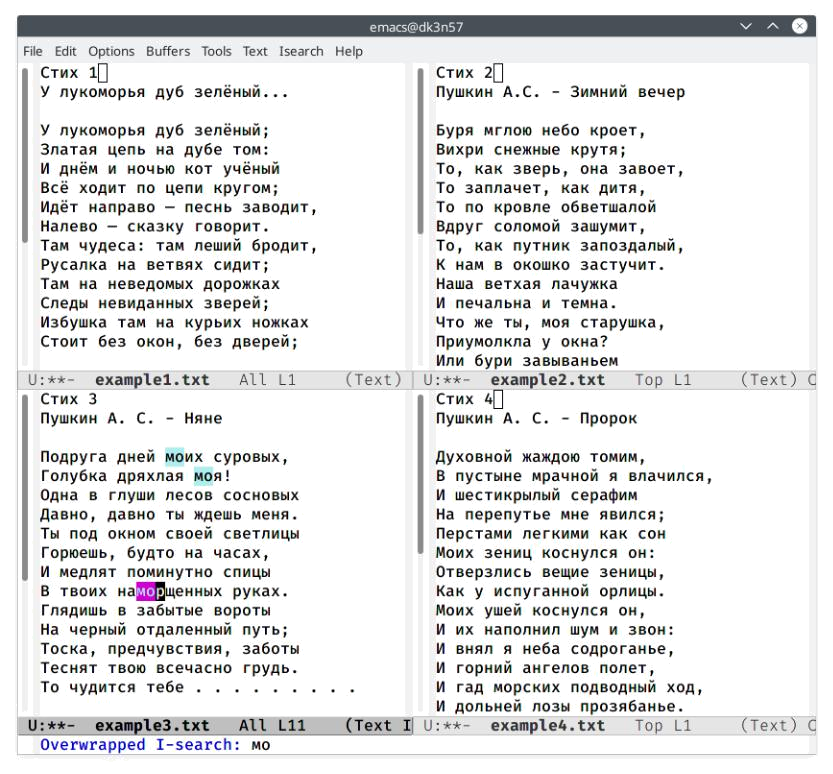 emacs@dk3n57
File Edit Options Buffers Tools Text Isearch Help
Стих 1
У лукоморья дуб зелёный...
У лукоморья дуб зелёный;
Златая цепь на дубе том:
И днём и ночью кот учёный
Всё ходит по цепи кругом;
Идёт направо — песнь заводит,
Налево — сказку говорит.
Там чудеса: там леший бродит,
Русалка на ветвях сидит;
Там на неведомых дорожках
Следы невиданных зверей;
Избушка там на курьих ножках
Стоит без окон, без дверей;
U:**- example1.txt All L1 (Text)
Стих 2
Пушкин А.С. - Зимний вечер
Буря мглою небо кроет,
Вихри снежные крутя;
То, как зверь, она завоет,
То заплачет, как дитя,
То по кровле обветшалой
Вдруг соломой зашумит,
То, как путник запоздалый,
К нам в окошко застучит.
Наша ветхая лачужка
И печальна и темна.
Что же ты, моя старушка,
Приумолкла у окна?
Или бури завываньем
U:**- example2.txt Top L1 (Text) C
Стих 3
Пушкин А. С. - Няне
Подруга дней моих суровых,
Голубка дряхлая моя!
Одна в глуши лесов сосновых
Давно, давно ты ждешь меня.
Ты под окном своей светлицы
Горюешь, будто на часах,
И медлят поминутно спицы
В твоих наморщенных руках.
Глядишь в забытые вороты
На черный отдаленный путь;
Тоска, предчувствия, заботы
Теснят твою всечасно грудь.
То чудится тебе . . . . . . . . .
U:**- example3.txt All L11 (Text I
Стих 4
Пушкин А. С. - Пророк
Духовной жаждою томим,
В пустыне мрачной я влачился,
И шестикрылый серафим
На перепутье мне явился;
Перстами легкими как сон
Моих зениц коснулся он:
Отверзлись вещие зеницы,
Как у испуганной орлицы.
Моих ушей коснулся он,
И их наполнил шум и звон:
И внял я неба содроганье,
И горний ангелов полет,
И гад морских подводный ход,
И дольней лозы прозябанье.
U:**- example4.txt Top L1 (Text) C
Overwrapped I-search: мо